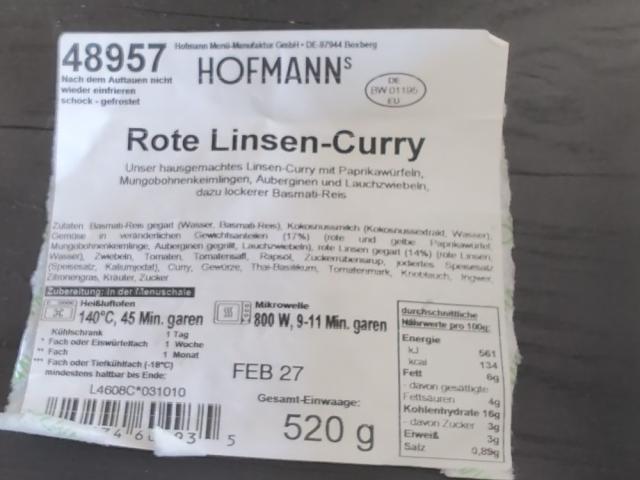 48957
Hofmann Menü-Manufaktur GmbH • DE-97944 Boxberg
Nach dem Auftauen nicht
wieder einfrieren
schock - gefrostet
HOFMANNS
DE
BW 01195
EU
Rote Linsen-Curry
Unser hausgemachtes Linsen-Curry mit Paprikawürfeln,
Mungobohnenkeimlingen, Auberginen und Lauchzwiebeln,
dazu lockerer Basmati-Reis
Zutaten: Basmati-Reis gegart (Wasser, Basmati-Reis), Kokosnussmilch (Kokosnussextrakt, Wasser),
Gemüse in veränderlichen Gewichtsanteilen (17%) (rote und gelbe Paprikawürfel,
Mungobohnenkeimlinge, Auberginen gegrillt, Lauchzwiebeln), rote Linsen gegart (14%) (rote Linsen,
Wasser), Zwiebeln, Tomaten, Tomatensaft, Rapsöl, Zuckerrübensirup, jodiertes Speisesalz
(Speisesalz, Kaliumjodat), Curry, Gewürze, Thai-Basilikum, Tomatenmark, Knoblauch, Ingwer,
Zitronengras, Kräuter, Zucker
Zubereitung: In der Menuschale
Heißluftofen
140°C, 45 Min. garen
Mikrowelle
800 W, 9-11 Min. garen
Kühlschrank 1 Tag
* Fach oder Eiswürfelfach 1 Woche
** Fach 1 Monat
*** Fach oder Tiefkühlfach (-18°C)
mindestens haltbar bis Ende:
FEB 27
L4608C*031010
Gesamt-Einwaage:
520 g
5
durchschnittliche
Nährwerte pro 100g:
Energie
kJ 561
kcal 134
Fett 6g
- davon gesättigte
Fettsäuren 4g
Kohlenhydrate 16g
- davon Zucker 3g
Eiweiß 3g
Salz 0,89g